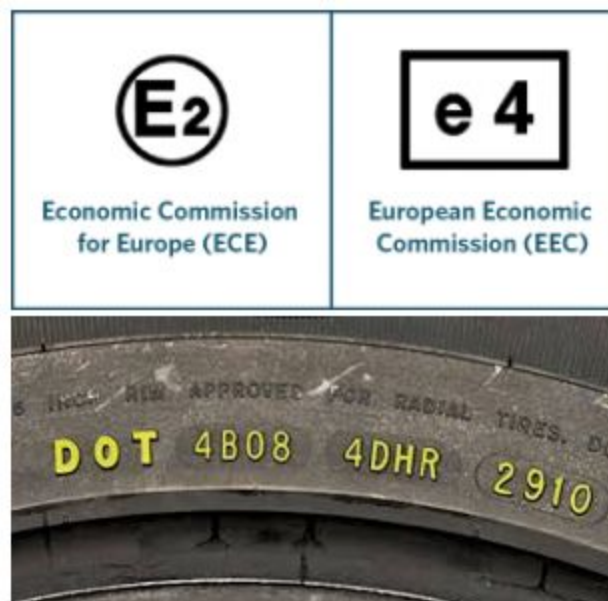 E2
Economic Commission
for Europe (ECE)
e 4
European Economic
Commission (EEC)
INCH RIM APPROVED FOR RADIAL TIRES.
DOT 4B08 4DHR 2910